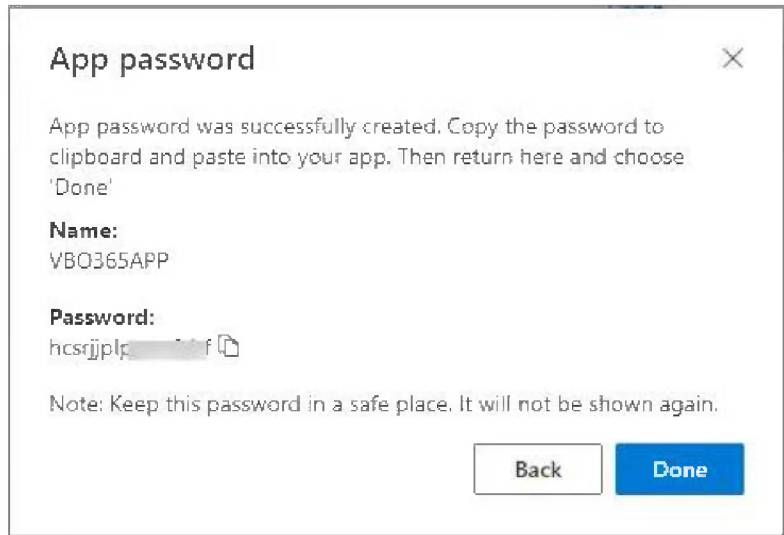 App password
App password was successfully created. Copy the password to
clipboard and paste into your app. Then return here and choose
'Done'
Name:
VBO365APP
Password:
Note: Keep this password in a safe place. It will not be shown again.
Back
Done